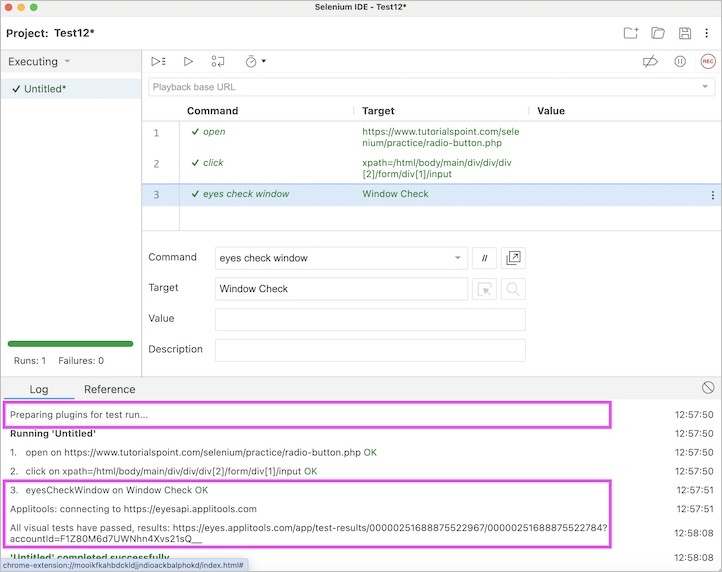 Selenium IDE - Test12*
Project: Test12*
Executing
Untitled*
Playback base URL
REC
Command Target Value
1 open https://www.tutorialspoint.com/sele
nium/practice/radio-button.php
2 click xpath=/html/body/main/div/div/div
[2]/form/div[1]/input
3 eyes check window Window Check
Command eyes check window //
Target Window Check
Value
Description
Runs: 1 Failures: 0
Log Reference
Preparing plugins for test run... 12:57:50
Running 'Untitled' 12:57:50
1. open on https://www.tutorialspoint.com/selenium/practice/radio-button.php OK 12:57:50
2. click on xpath=/html/body/main/div/div/div[2]/form/div[1]/input OK 12:57:50
3. eyesCheckWindow on Window Check OK 12:57:51
Applitools: connecting to https://eyesapi.applitools.com 12:57:51
All visual tests have passed, results: https://eyes.applitools.com/app/test-results/00000251688875522967/00000251688875522784?
accountId=F1Z80M6d7UWNhn4Xvs21sQ__ 12:58:08
'Untitled' completed successfully 12:58:08
chrome-extension://mooikfkahbdckldjjndioackbalphokd/index.html#